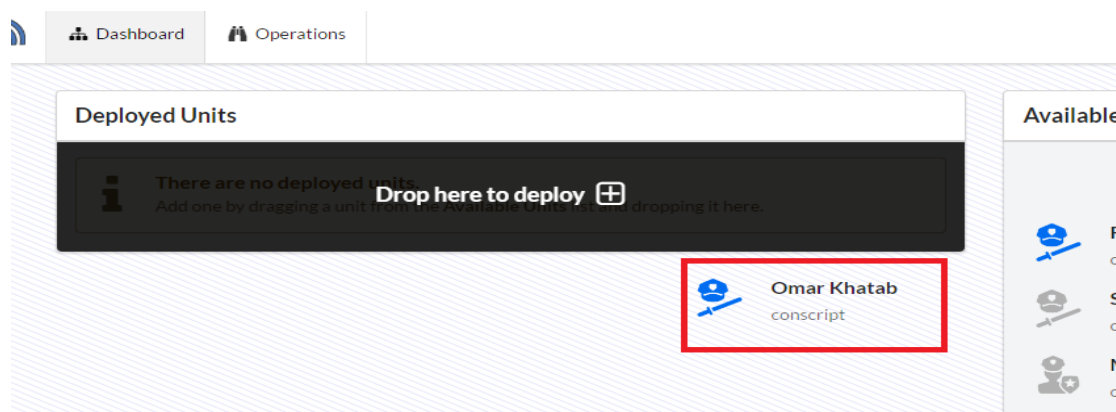 Dashboard
Operations
Deployed Units
There are no deployed units.
Add one by dragging a unit from the Available Units list and dropping it here.
Drop here to deploy
Omar Khatab
conscript